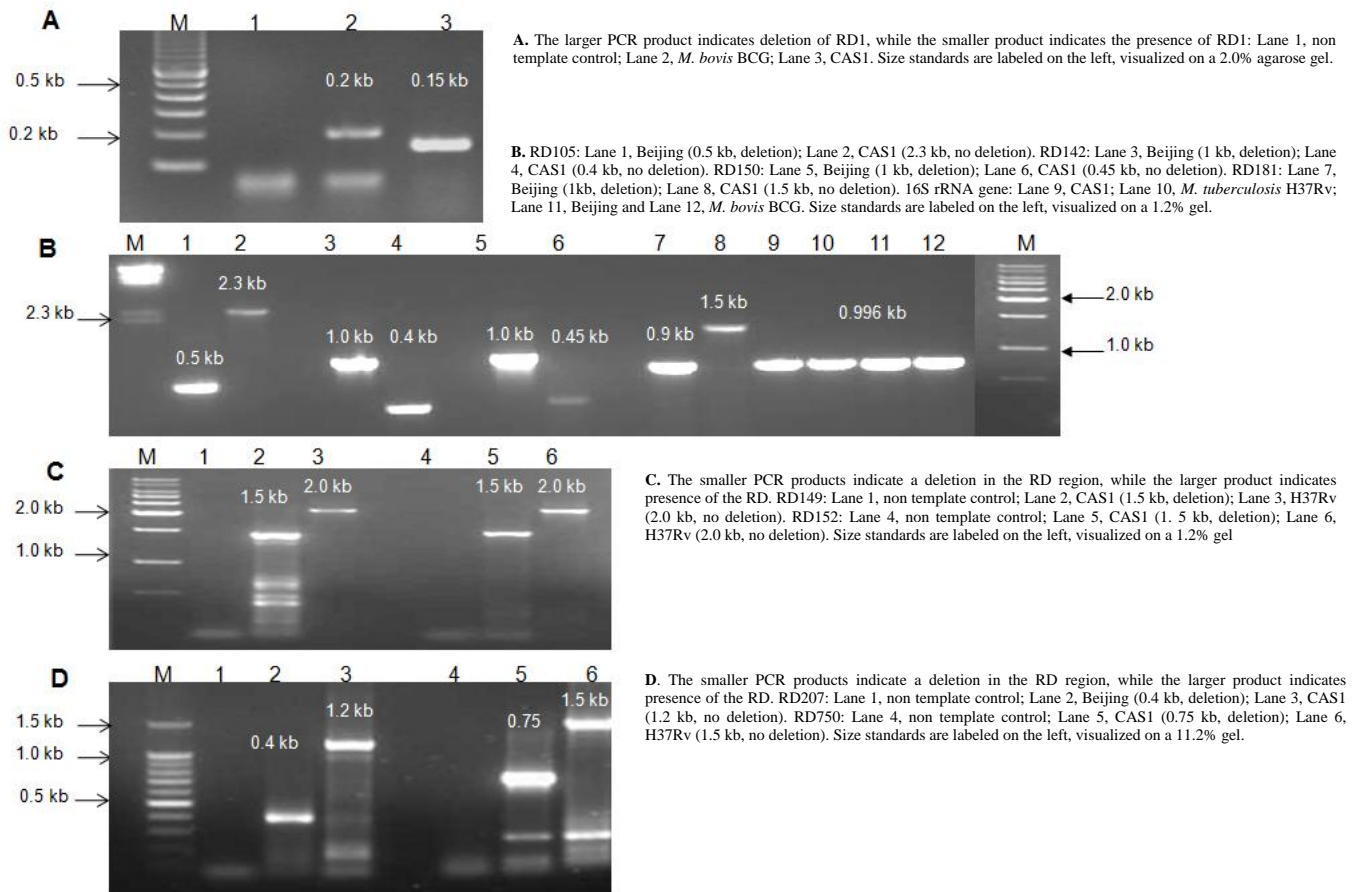 A
M 1 2 3
0.5 kb
0.2 kb 0.15 kb
0.2 kb
A. The larger PCR product indicates deletion of RD1, while the smaller product indicates the presence of RD1: Lane 1, non
template control; Lane 2, M. bovis BCG; Lane 3, CAS1. Size standards are labeled on the left, visualized on a 2.0% agarose gel.
B. RD105: Lane 1, Beijing (0.5 kb, deletion); Lane 2, CAS1 (2.3 kb, no deletion). RD142: Lane 3, Beijing (1 kb, deletion); Lane
4, CAS1 (0.4 kb, no deletion). RD150: Lane 5, Beijing (1 kb, deletion); Lane 6, CAS1 (0.45 kb, no deletion). RD181: Lane 7,
Beijing (1kb, deletion); Lane 8, CAS1 (1.5 kb, no deletion). 16S rRNA gene: Lane 9, CAS1; Lane 10, M. tuberculosis H37Rv;
Lane 11, Beijing and Lane 12, M. bovis BCG. Size standards are labeled on the left, visualized on a 1.2% gel.
B
M 1 2 3 4 5 6 7 8 9 10 11 12 M
2.3 kb
2.3 kb
0.5 kb
1.0 kb 0.4 kb
1.0 kb 0.45 kb
0.9 kb
1.5 kb
0.996 kb
2.0 kb
1.0 kb
C
M 1 2 3 4 5 6
1.5 kb 2.0 kb 1.5 kb 2.0 kb
2.0 kb
1.0 kb
C. The smaller PCR products indicate a deletion in the RD region, while the larger product indicates
presence of the RD. RD149: Lane 1, non template control; Lane 2, CAS1 (1.5 kb, deletion); Lane 3, H37Rv
(2.0 kb, no deletion). RD152: Lane 4, non template control; Lane 5, CAS1 (1. 5 kb, deletion); Lane 6,
H37Rv (2.0 kb, no deletion). Size standards are labeled on the left, visualized on a 1.2% gel
D
M 1 2 3 4 5 6
1.5 kb
1.0 kb
0.5 kb
0.4 kb
1.2 kb
0.75
1.5 kb
D. The smaller PCR products indicate a deletion in the RD region, while the larger product indicates
presence of the RD. RD207: Lane 1, non template control; Lane 2, Beijing (0.4 kb, deletion); Lane 3, CAS1
(1.2 kb, no deletion). RD750: Lane 4, non template control; Lane 5, CAS1 (0.75 kb, deletion); Lane 6,
H37Rv (1.5 kb, no deletion). Size standards are labeled on the left, visualized on a 11.2% gel.